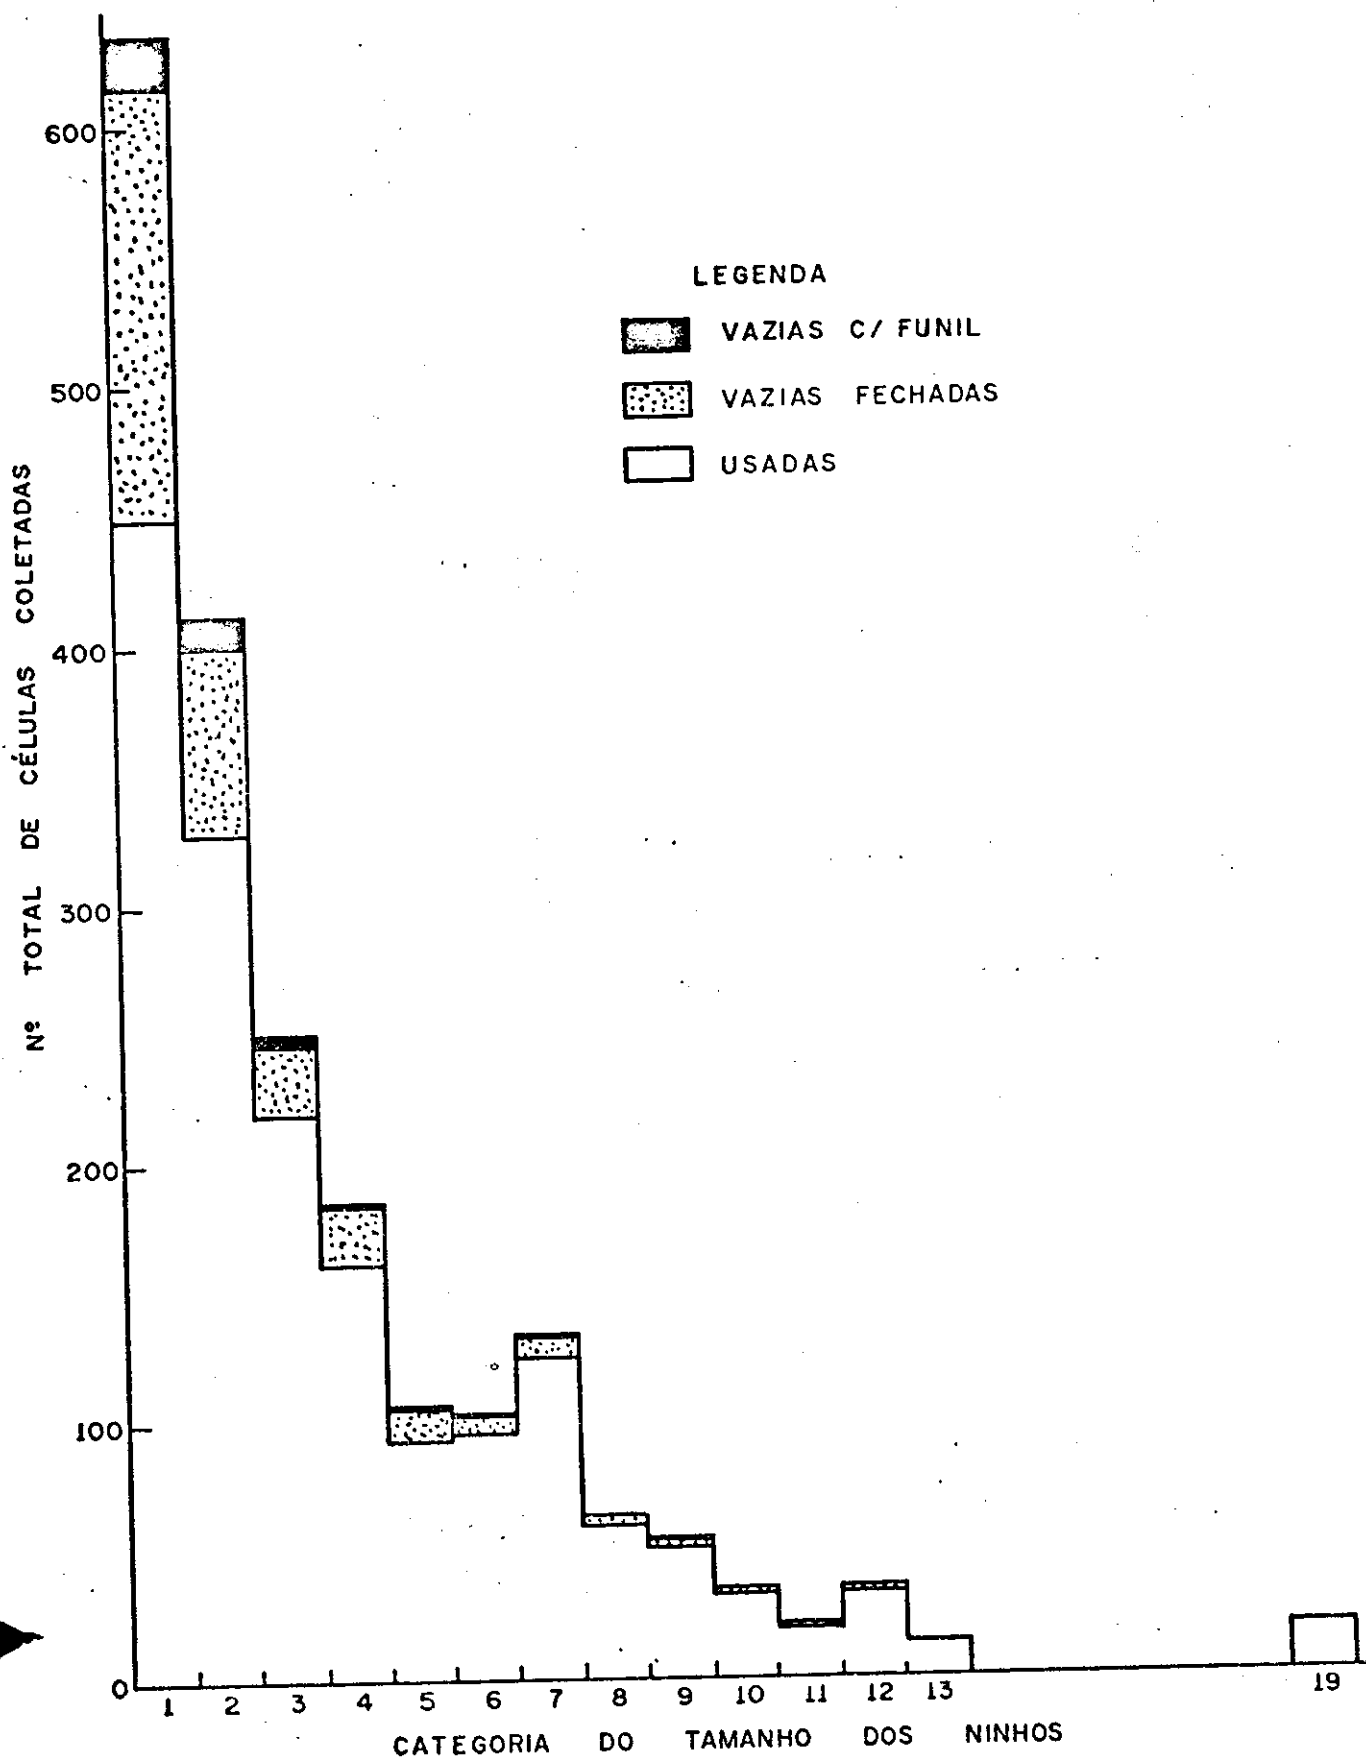 600
500
400
300
200
100
0
Nº TOTAL DE CÉLULAS COLETADAS
LEGENDA
VAZIAS C/ FUNIL
VAZIAS FECHADAS
USADAS
1 2 3 4 5 6 7 8 9 10 11 12 13 19
CATEGORIA DO TAMANHO DOS NINHOS